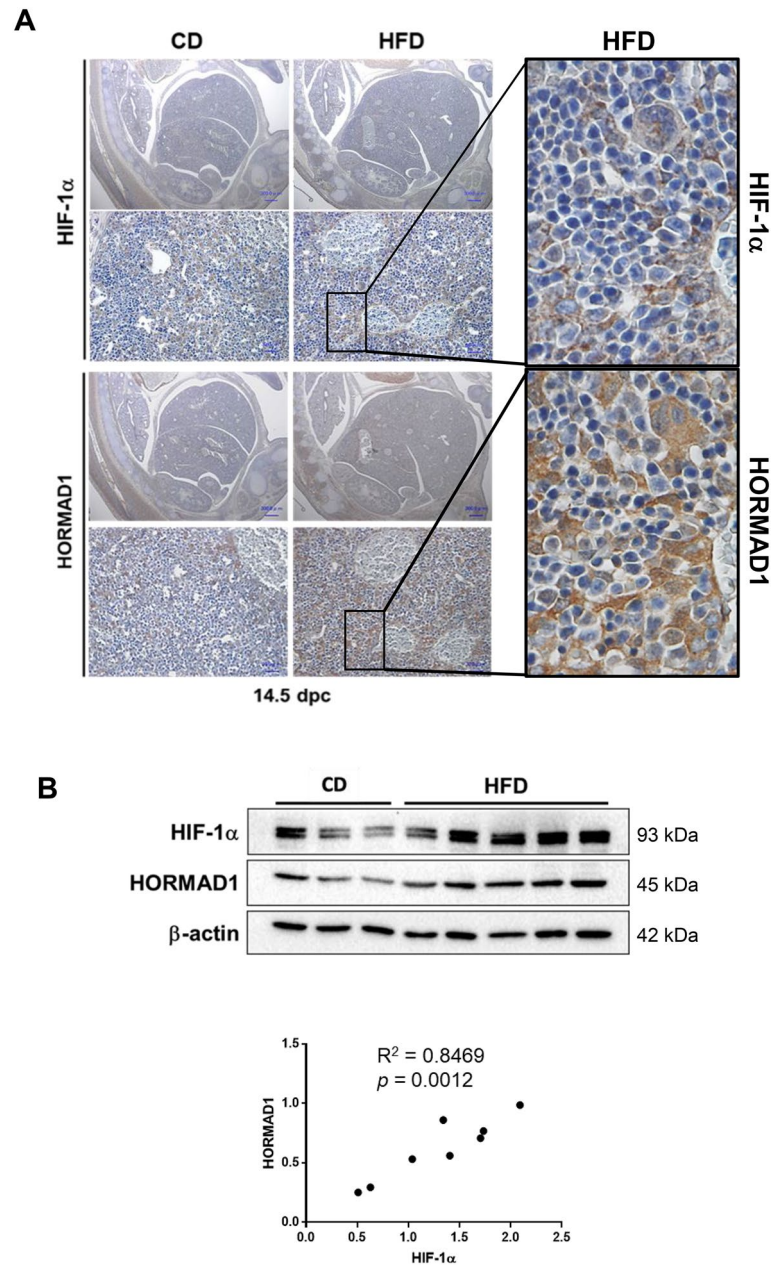 A
CD
HFD
HFD
HIF-1α
HIF-1α
HORMAD1
HORMAD1
14.5 dpc
B
CD
HFD
HIF-1α
93 kDa
HORMAD1
45 kDa
β-actin
42 kDa
R² = 0.8469
p = 0.0012
1.5
1.0
0.5
0.0
HORMAD1
0.0
0.5
1.0
1.5
2.0
2.5
HIF-1α